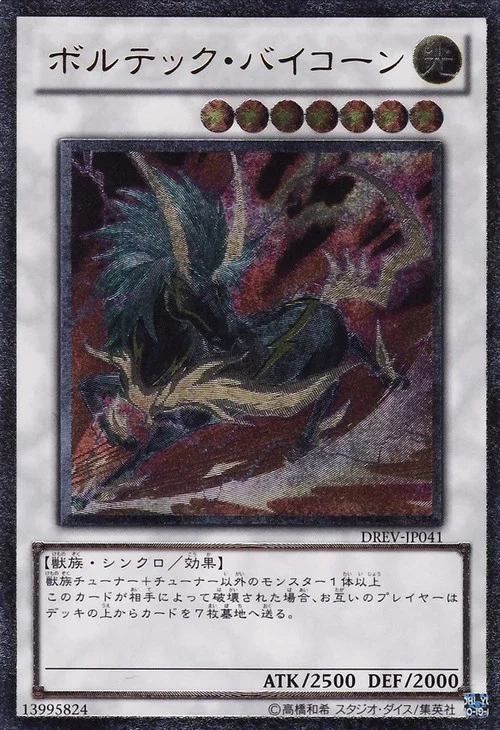 ボルテック・バイコーン
光
DREV-JP041
【獣族・シンクロ/効果】
獣族チューナー+チューナー以外のモンスター1体以上
このカードが相手によって破壊された場合、お互いのプレイヤーは
デッキの上からカードを7枚墓地へ送る。
ATK/2500 DEF/2000
13995824
©高橋和希 スタジオ・ダイス/集英社